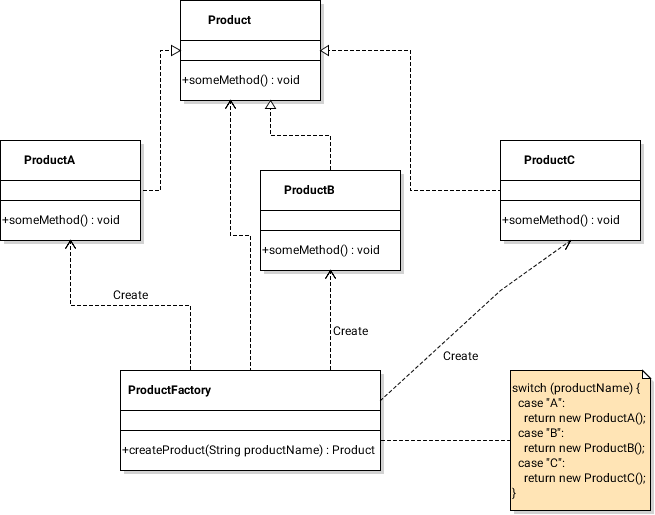 Product
+someMethod() : void
ProductA
+someMethod() : void
ProductB
+someMethod() : void
ProductC
+someMethod() : void
Create
Create
Create
ProductFactory
+createProduct(String productName) : Product
switch (productName) {
case "A":
return new ProductA();
case "B":
return new ProductB();
case "C":
return new ProductC();
}